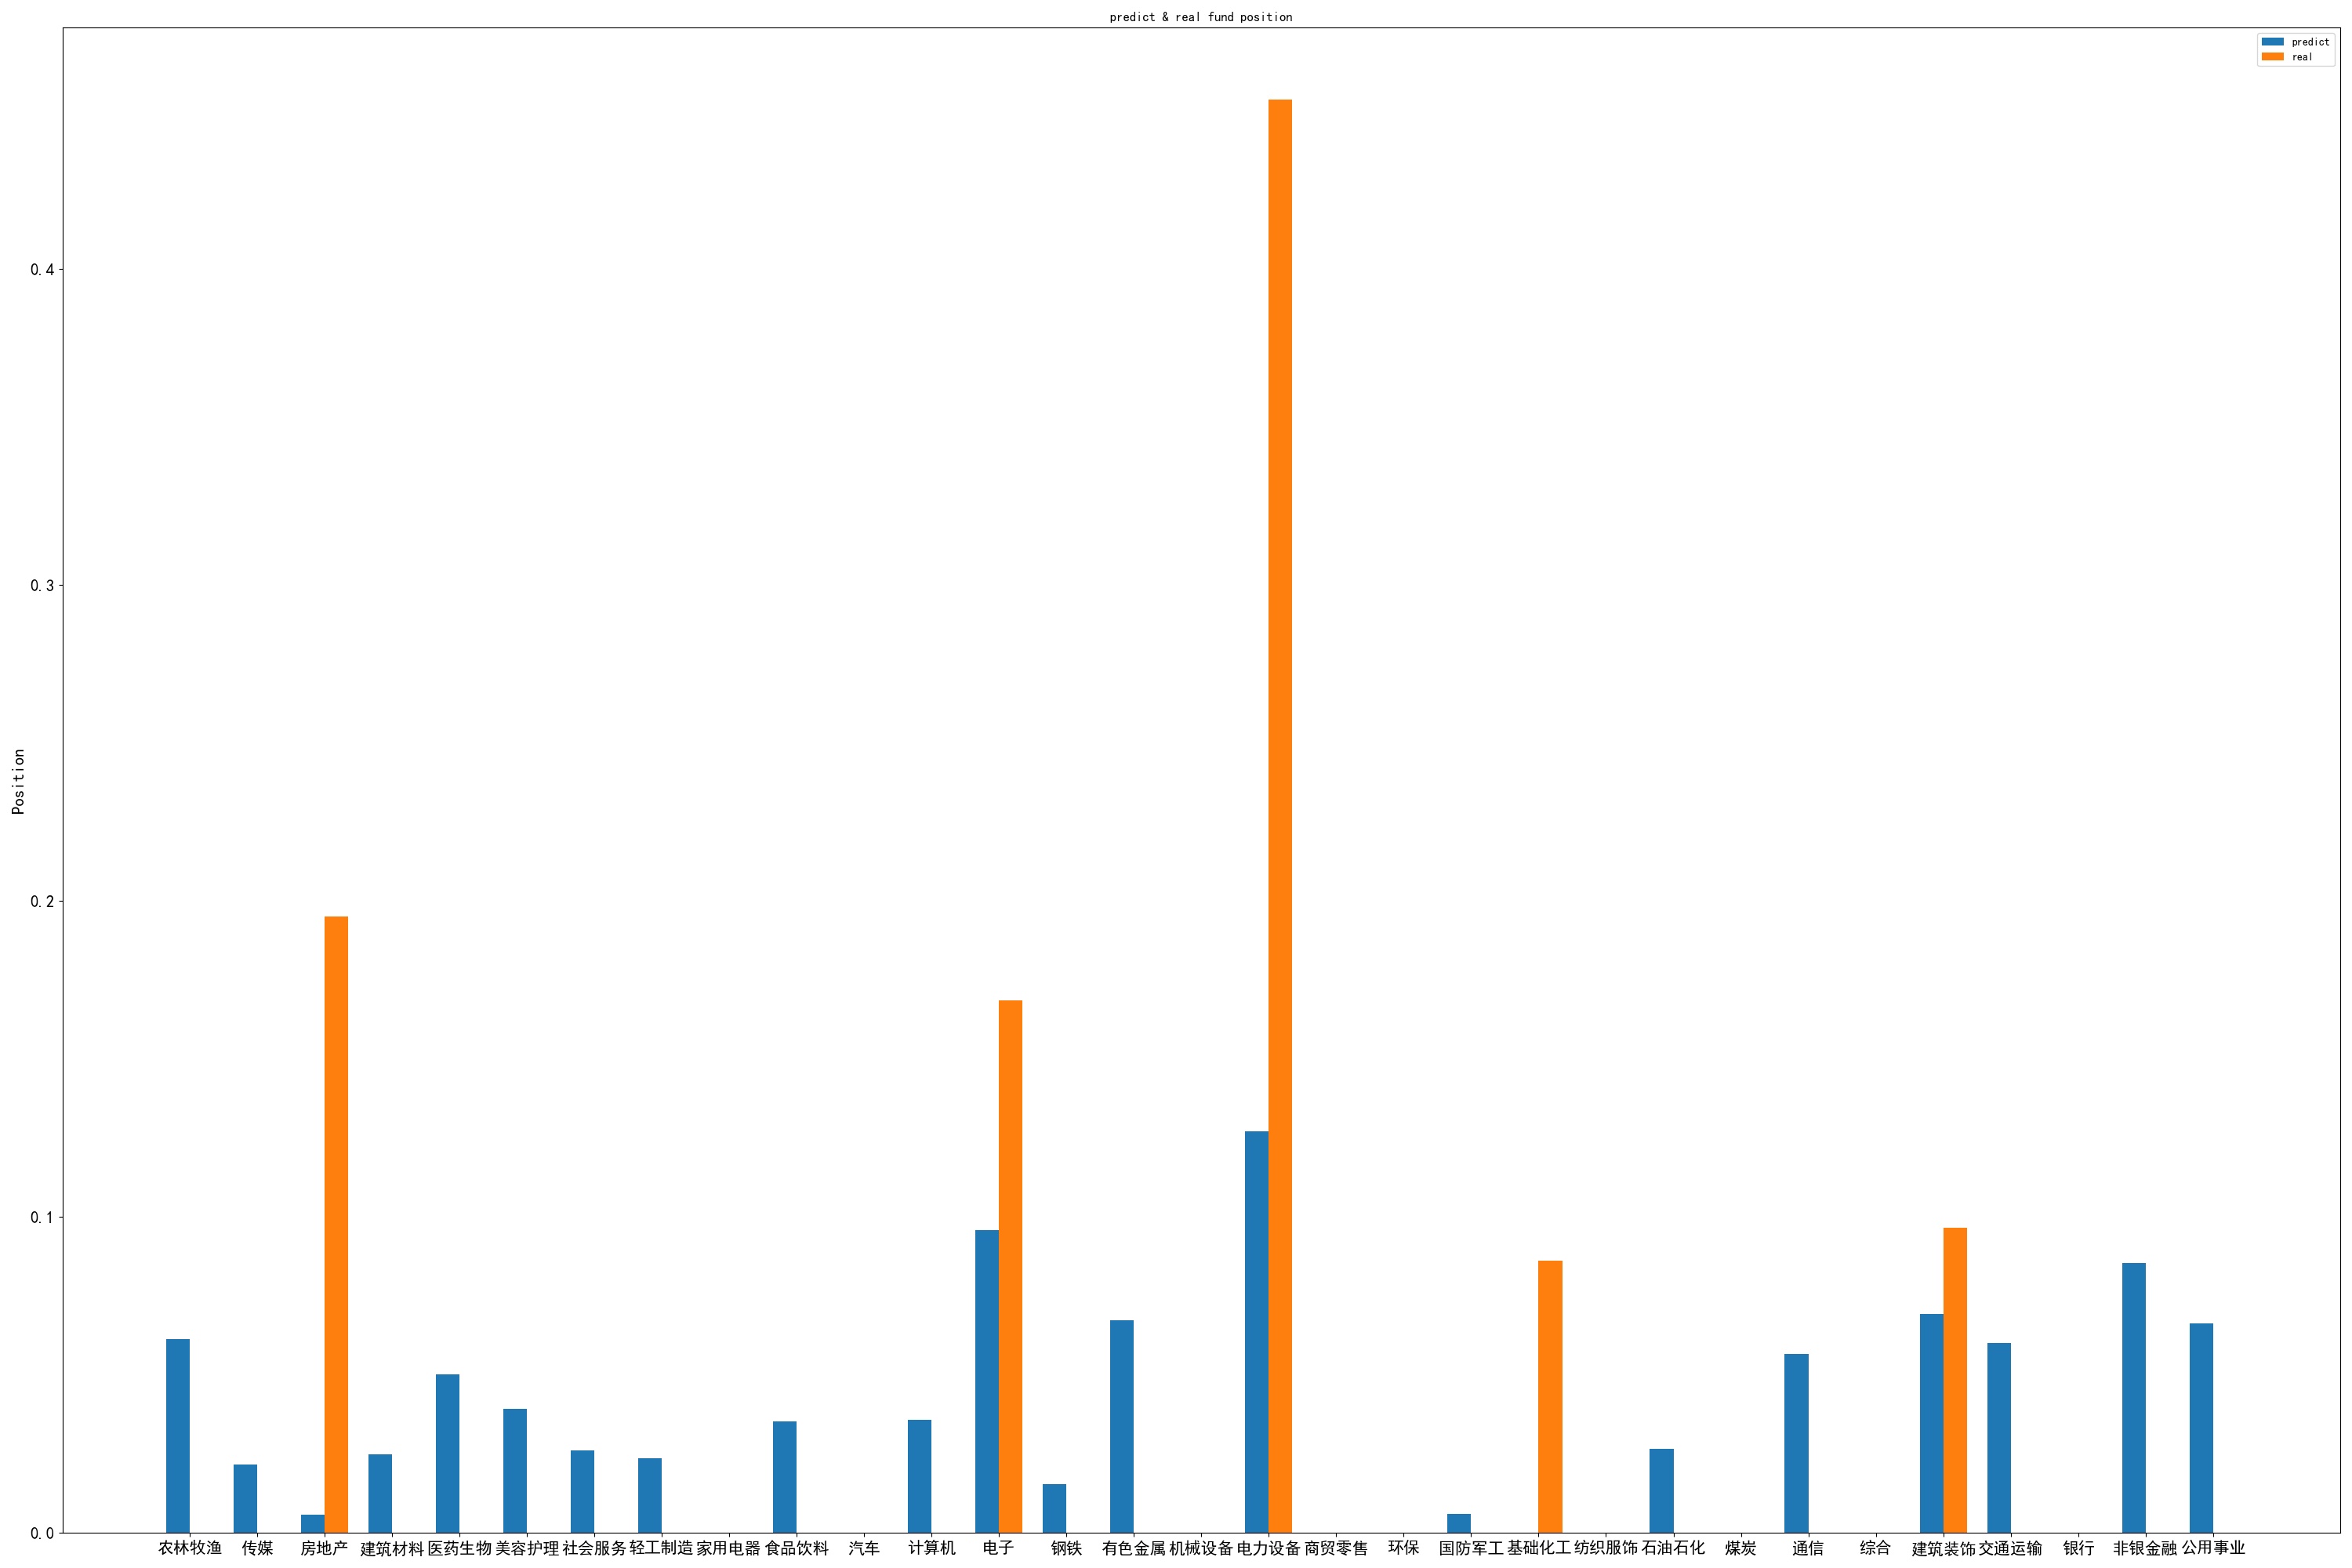 predict & real fund position
predict
real
Position
0.4
0.3
0.2
0.1
0.0
农林牧渔 传媒 房地产 建筑材料 医药生物 美容护理 社会服务 轻工制造 家用电器 食品饮料 汽车 计算机 电子 钢铁 有色金属 机械设备 电力设备 商贸零售 环保 国防军工 基础化工 纺织服饰 石油石化 煤炭 通信 综合 建筑装饰 交通运输 银行 非银金融 公用事业